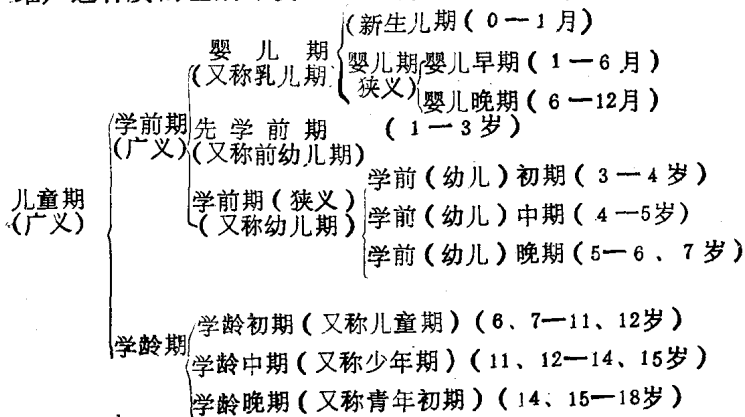 (新生儿期(0一1月)
婴儿期
(又称乳儿期
婴儿期
狭义)
婴儿早期(1一6月)
婴儿晚期(6一12月)
学前期
(广义)
先学前期(1一3岁)
(又称前幼儿期)
儿童期
(广义)
学前期(狭义)
(又称幼儿期)
学前(幼儿)初期(3一4岁)
学前(幼儿)中期(4—5岁)
学前(幼儿)晚期(5—6、7岁)
学龄期
学龄初期(又称儿童期)(6、7—11、12岁)
学龄中期(又称少年期)(11、12—14、15岁)
学龄晚期(又称青年初期)(14、15—18岁)